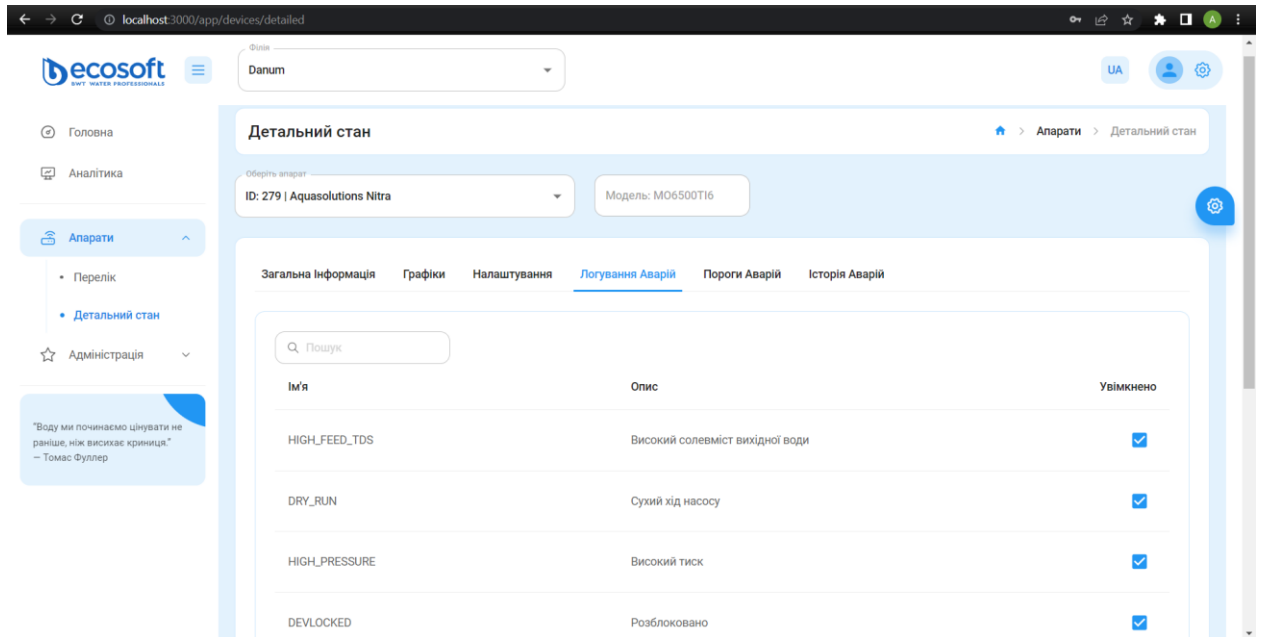 localhost:3000/app/devices/detailed
A
ecosoft
BWT WATER PROFESSIONALS
Філія
Danum
UA
Головна
Аналітика
Апарати
Перелік
Детальний стан
Адміністрація
"Воду ми починаємо цінувати не
раніше, ніж висихає криниця."
— Томас Фуллер
Детальний стан
> Апарати > Детальний стан
Оберіть апарат
ID: 279 | Aquasolutions Nitra
Модель: MO6500TI6
Загальна Інформація Графіки Налаштування Логування Аварій Пороги Аварій Історія Аварій
Пошук
Ім'я Опис Увімкнено
HIGH_FEED_TDS Високий солевміст вихідної води
DRY_RUN Сухий хід насосу
HIGH_PRESSURE Високий тиск
DEVLOCKED Розблоковано